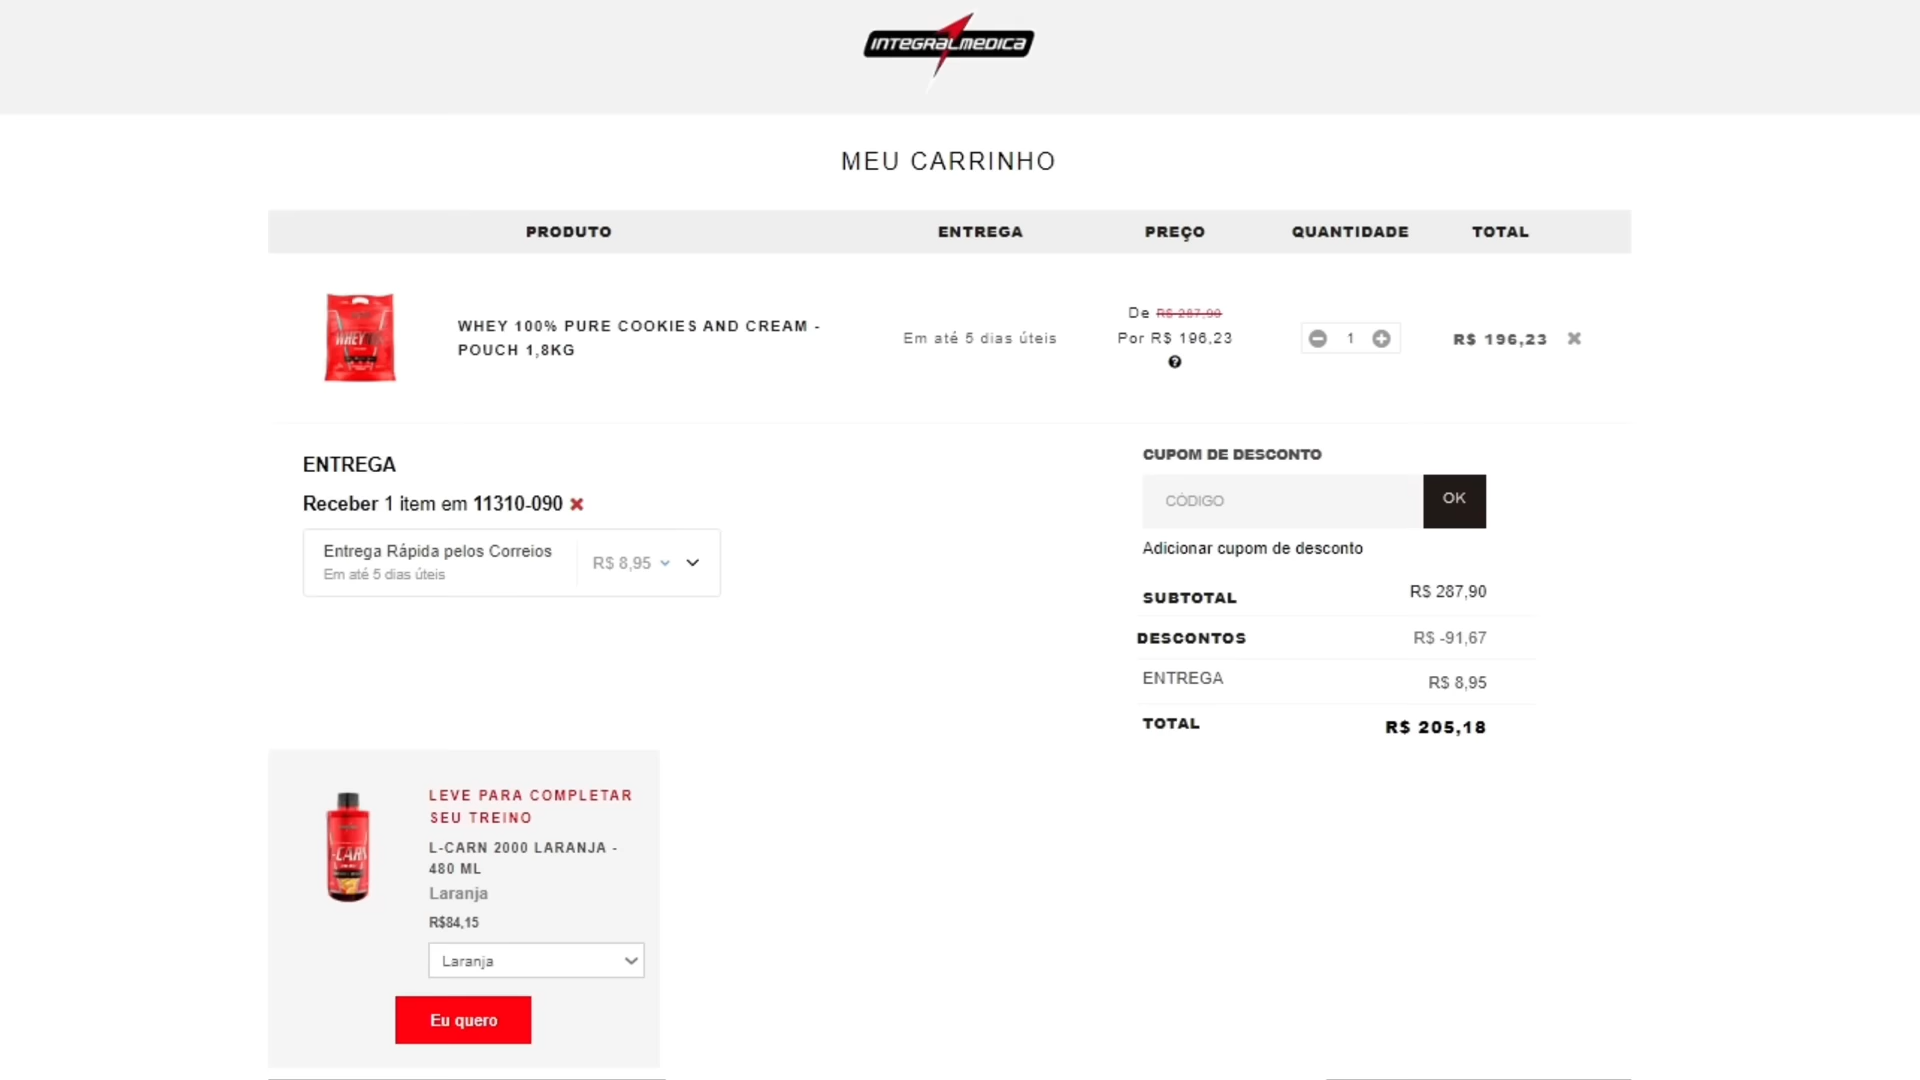 INTEGRALMEDICA
MEU CARRINHO
PRODUTO ENTREGA PREÇO QUANTIDADE TOTAL
WHEY 100% PURE COOKIES AND CREAM -
POUCH 1,8KG
Em até 5 dias úteis
De R$ 287,90
Por R$ 196,23
?
1
R$ 196,23
ENTREGA
Receber 1 item em 11310-090
Entrega Rápida pelos Correios
Em até 5 dias úteis
R$ 8,95
CUPOM DE DESCONTO
CÓDIGO
OK
Adicionar cupom de desconto
SUBTOTAL R$ 287,90
DESCONTOS R$ -91,67
ENTREGA R$ 8,95
TOTAL R$ 205,18
WHEY
L-CARN
LEVE PARA COMPLETAR
SEU TREINO
L-CARN 2000 LARANJA -
480 ML
Laranja
R$84,15
Laranja
Eu quero